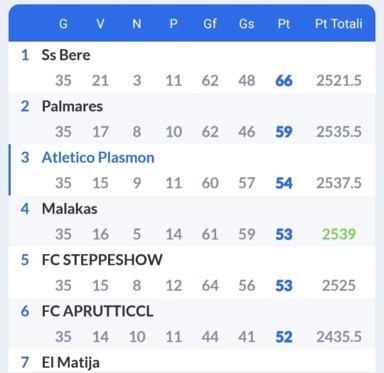 G V N P Gf Gs Pt Pt Totali
1 Ss Bere
35 21 3 11 62 48 66 2521.5
2 Palmares
35 17 8 10 62 46 59 2535.5
3 Atletico Plasmon
35 15 9 11 60 57 54 2537.5
4 Malakas
35 16 5 14 61 59 53 2539
5 FC STEPPESHOW
35 15 8 12 64 56 53 2525
6 FC APRUTTICCL
35 14 10 11 44 41 52 2435.5
7 El Matija